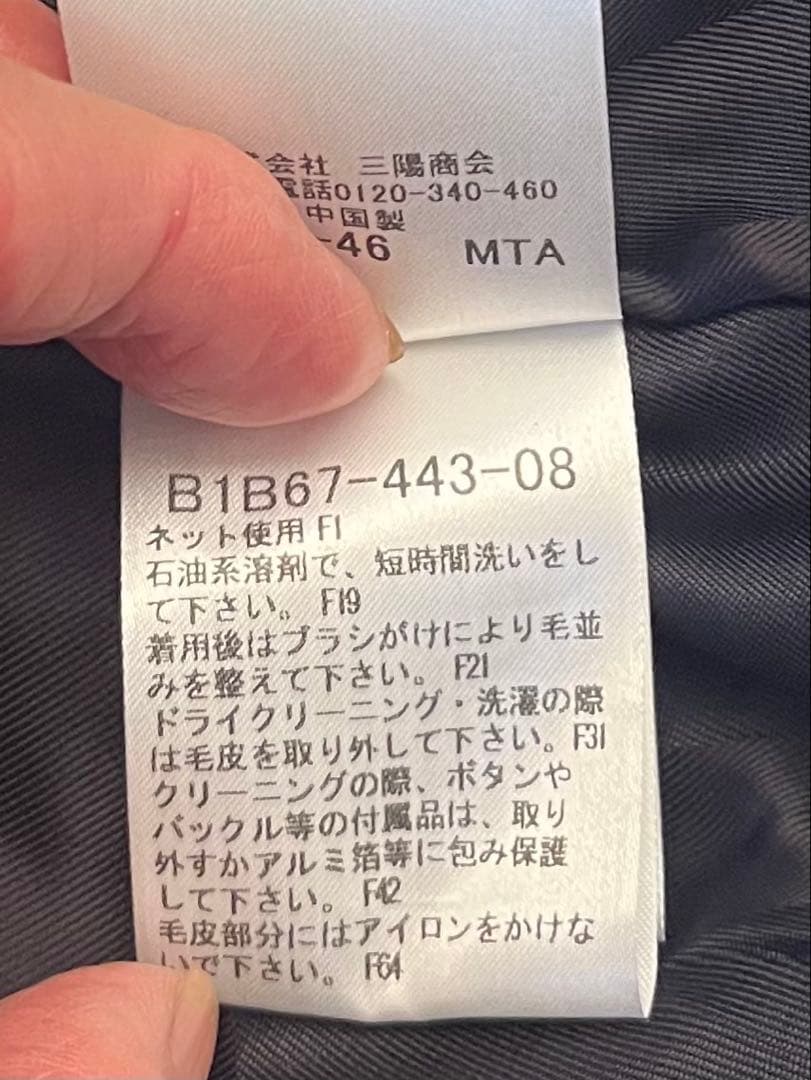 会社 三陽商会
電話0120-340-460
中国製
-46 MTA
B1B67-443-08
ネット使用 F1
石油系溶剤で、短時間洗いをし
て下さい。 F19
着用後はブラシがけにより毛並
みを整えて下さい。 F21
ドライクリーニング・洗濯の際
は毛皮を取り外して下さい。F31
クリーニングの際、ボタンや
バックル等の付属品は、取り
外すかアルミ箔等に包み保護
して下さい。 F42
毛皮部分にはアイロンをかけな
いで下さい。 F64